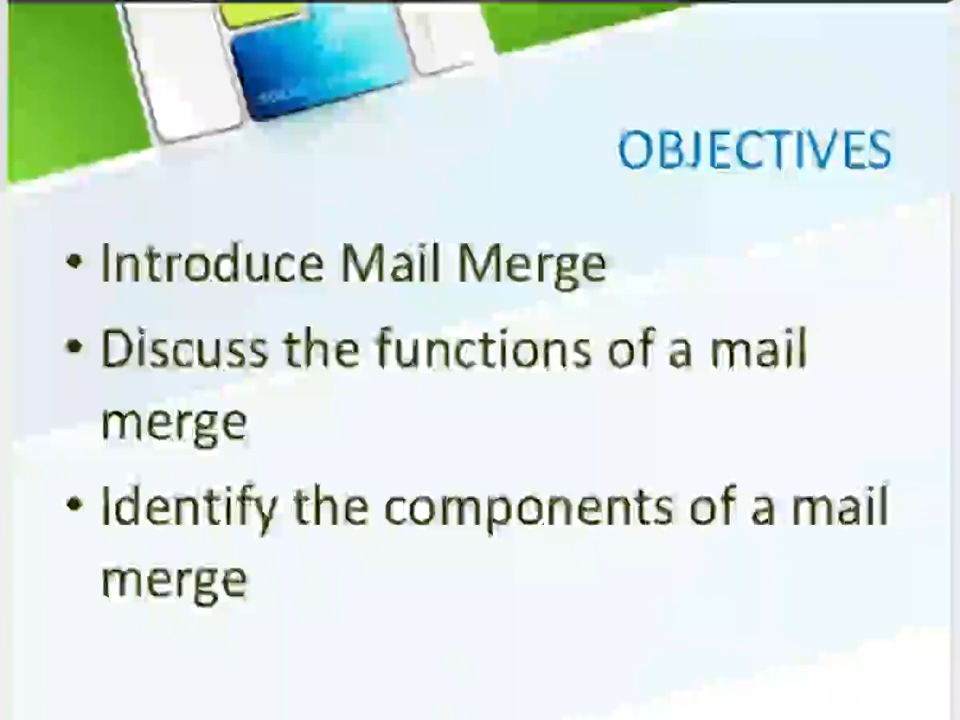 OBJECTIVES
• Introduce Mail Merge
• Discuss the functions of a mail
merge
• Identify the components of a mail
merge